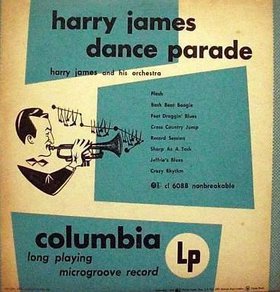 harry james
dance parade
harry james and his orchestra
Flash
Back Beat Boogie
Feet Draggin' Blues
Cross Country Jump
Record Session
Sharp As A Tack
Jeffrie's Blues
Crazy Rhythm
cl 6088 nonbreakable
columbia
Lp
long playing
microgroove record